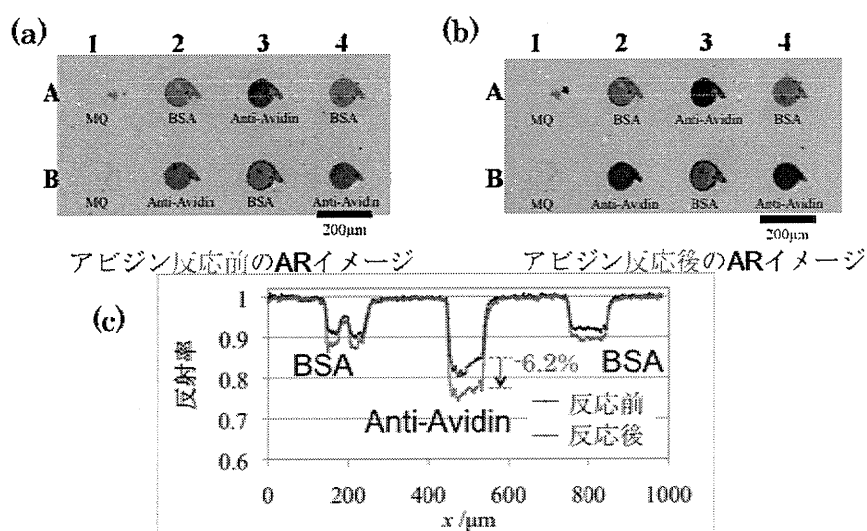 (a)
1 2 3 4
A
MQ BSA Anti-Avidin BSA
B
MQ Anti-Avidin BSA Anti-Avidin
200μm
アビジン反応前のARイメージ
(b)
1 2 3 4
A
MQ BSA Anti-Avidin BSA
B
MQ Anti-Avidin BSA Anti-Avidin
200μm
アビジン反応後のARイメージ
(c)
反射率
1
0.9
0.8
0.7
0.6
BSA
Anti-Avidin
BSA
-6.2%
反応前
反応後
0 200 400 600 800 1000
x /μm